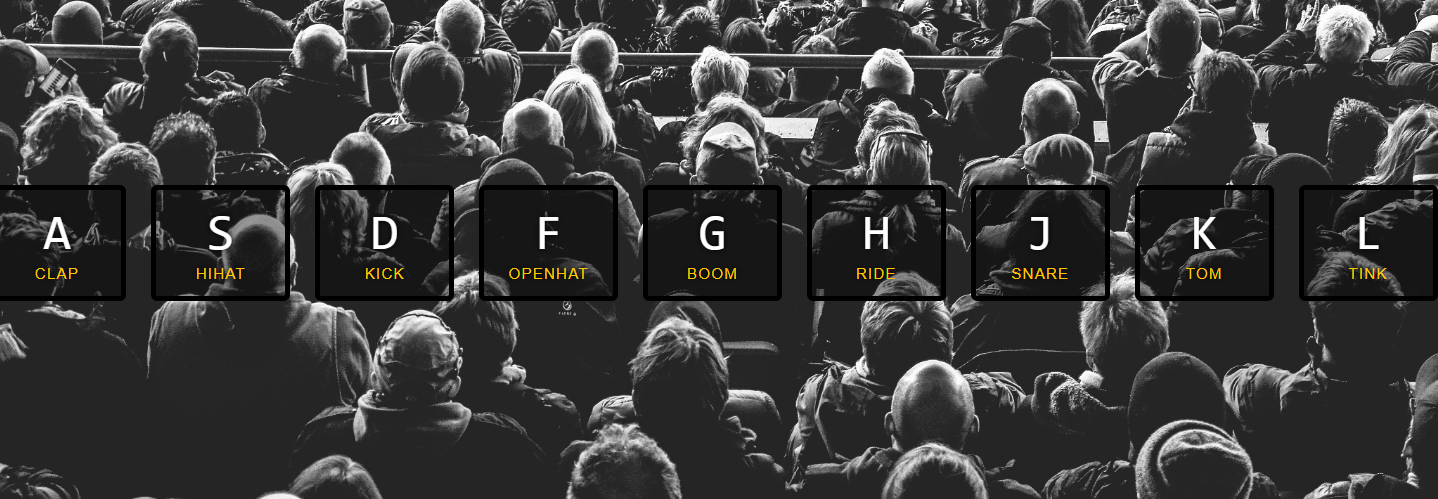 A S D F G H J K L
CLAP HIHAT KICK OPENHAT BOOM RIDE SNARE TOM TINK